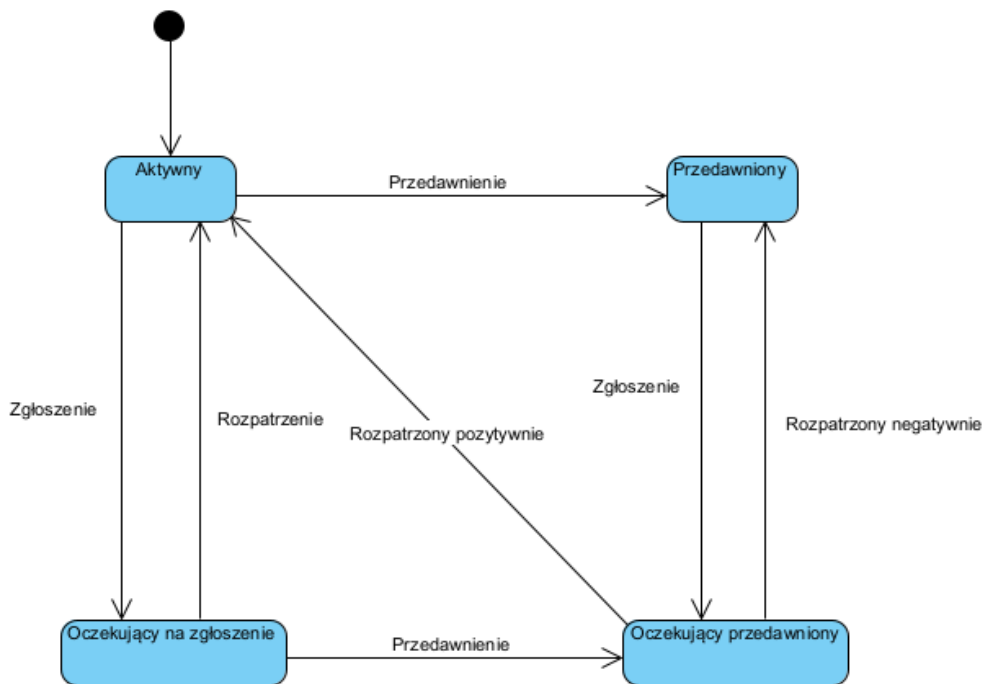 Aktywny
Przedawnienie
Przedawniony
Zgłoszenie
Rozpatrzenie
Rozpatrzony pozytywnie
Zgłoszenie
Rozpatrzony negatywnie
Oczekujący na zgłoszenie
Przedawnienie
Oczekujący przedawniony